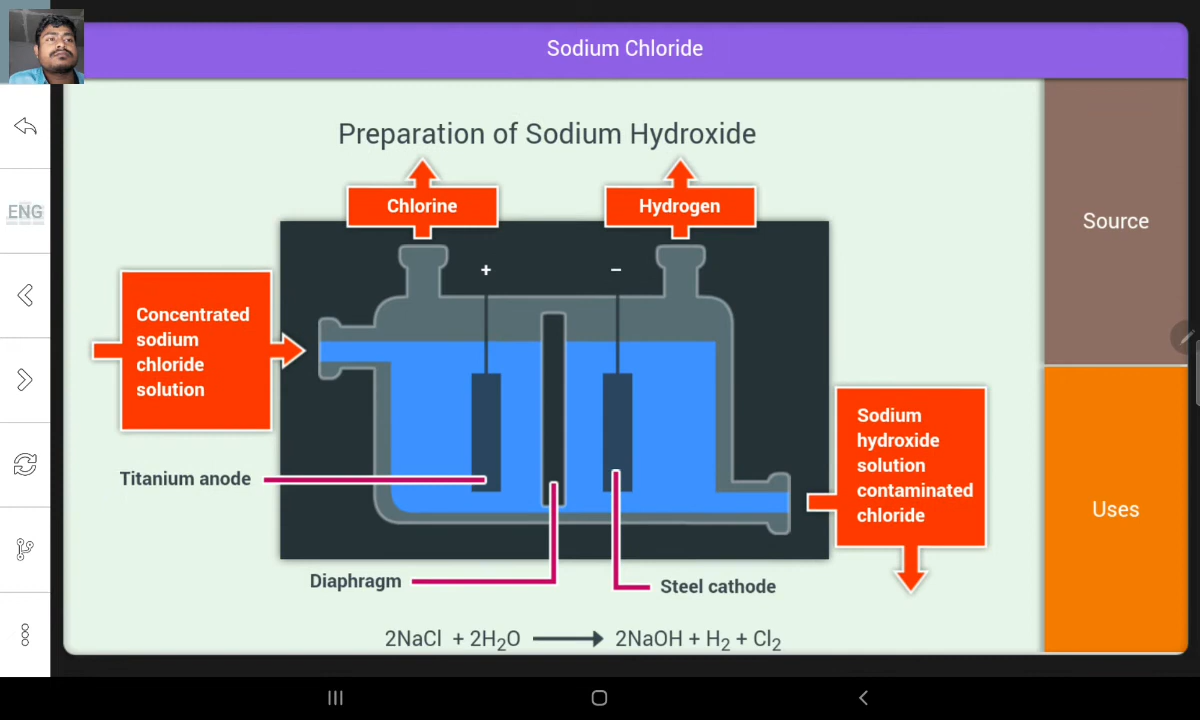 Sodium Chloride
ENG
Preparation of Sodium Hydroxide
Chlorine
Hydrogen
+
−
Concentrated
sodium
chloride
solution
Titanium anode
Diaphragm
Steel cathode
Sodium
hydroxide
solution
contaminated
chloride
2NaCl + 2H₂O ⟶ 2NaOH + H₂ + Cl₂
Source
Uses